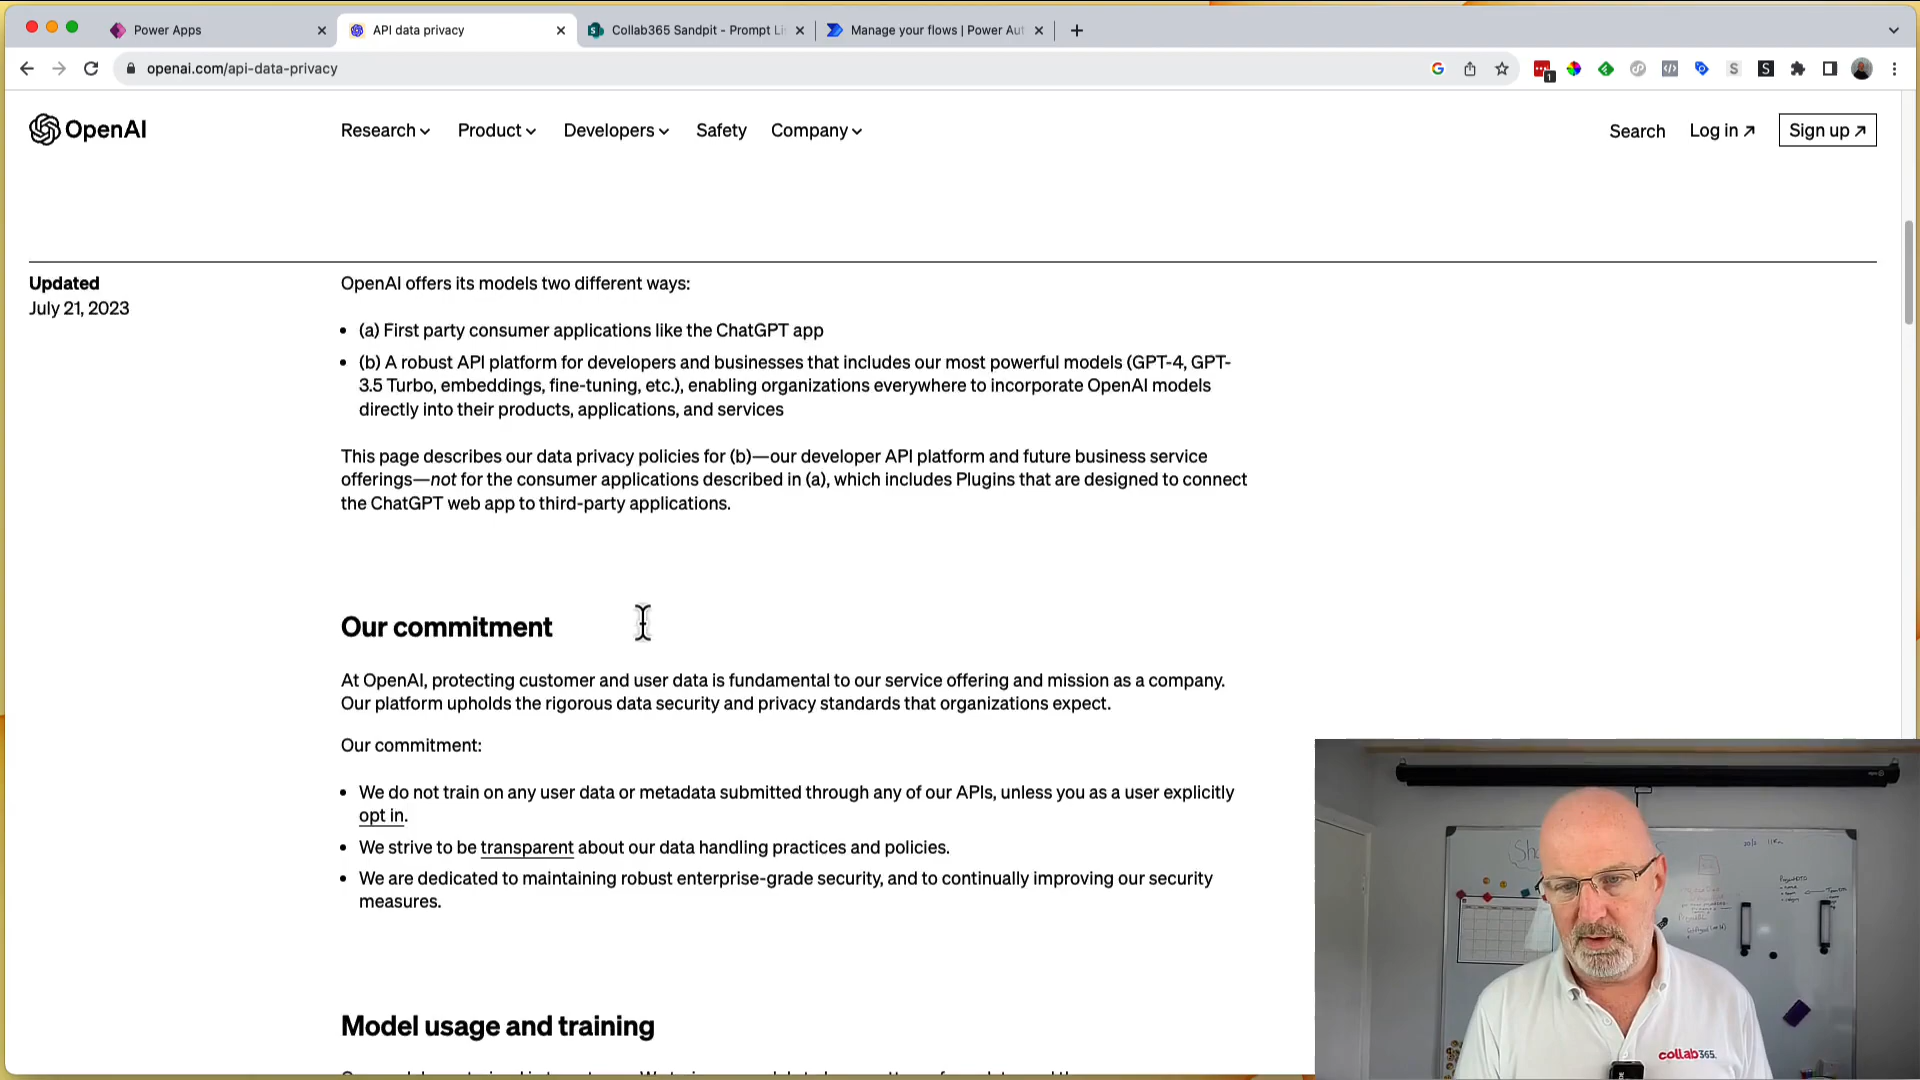 Power Apps
API data privacy
Collab365 Sandpit - Prompt Li
Manage your flows | Power Aut
openai.com/api-data-privacy
OpenAI
Research
Product
Developers
Safety
Company
Search
Log in ↗
Sign up ↗
Updated
July 21, 2023
OpenAI offers its models two different ways:
• (a) First party consumer applications like the ChatGPT app
• (b) A robust API platform for developers and businesses that includes our most powerful models (GPT-4, GPT-
3.5 Turbo, embeddings, fine-tuning, etc.), enabling organizations everywhere to incorporate OpenAI models
directly into their products, applications, and services
This page describes our data privacy policies for (b)—our developer API platform and future business service
offerings—not for the consumer applications described in (a), which includes Plugins that are designed to connect
the ChatGPT web app to third-party applications.
Our commitment
At OpenAI, protecting customer and user data is fundamental to our service offering and mission as a company.
Our platform upholds the rigorous data security and privacy standards that organizations expect.
Our commitment:
• We do not train on any user data or metadata submitted through any of our APIs, unless you as a user explicitly
opt in.
• We strive to be transparent about our data handling practices and policies.
• We are dedicated to maintaining robust enterprise-grade security, and to continually improving our security
measures.
Model usage and training
collab365